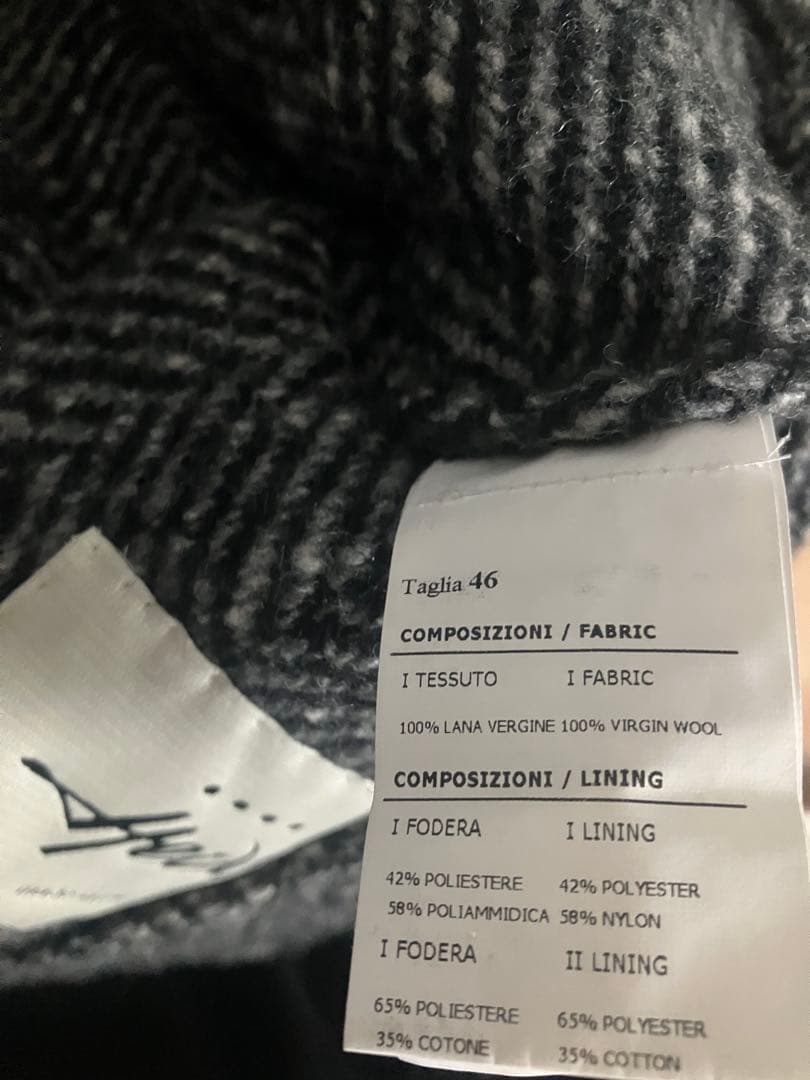 Taglia 46
COMPOSIZIONI / FABRIC
I TESSUTO I FABRIC
100% LANA VERGINE 100% VIRGIN WOOL
COMPOSIZIONI / LINING
I FODERA I LINING
42% POLIESTERE 42% POLYESTER
58% POLIAMMIDICA 58% NYLON
I FODERA II LINING
65% POLIESTERE 65% POLYESTER
35% COTONE 35% COTTON